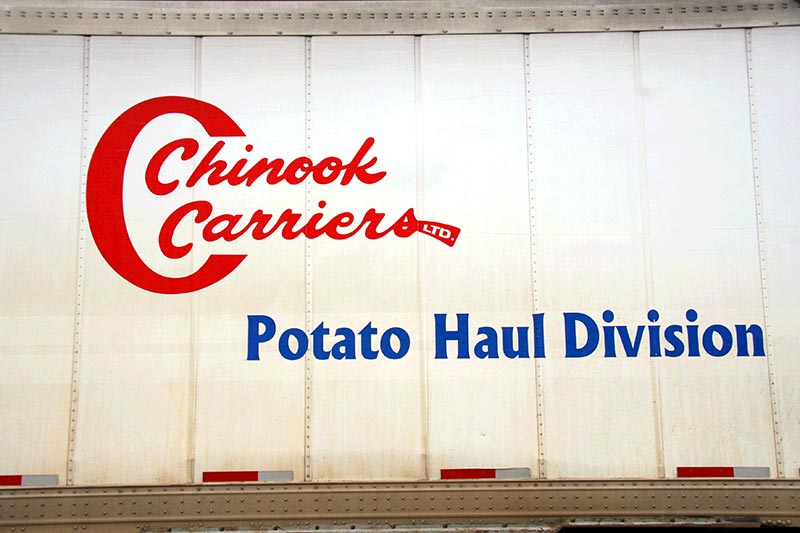 Chinook
Carriers LTD.
Potato Haul Division